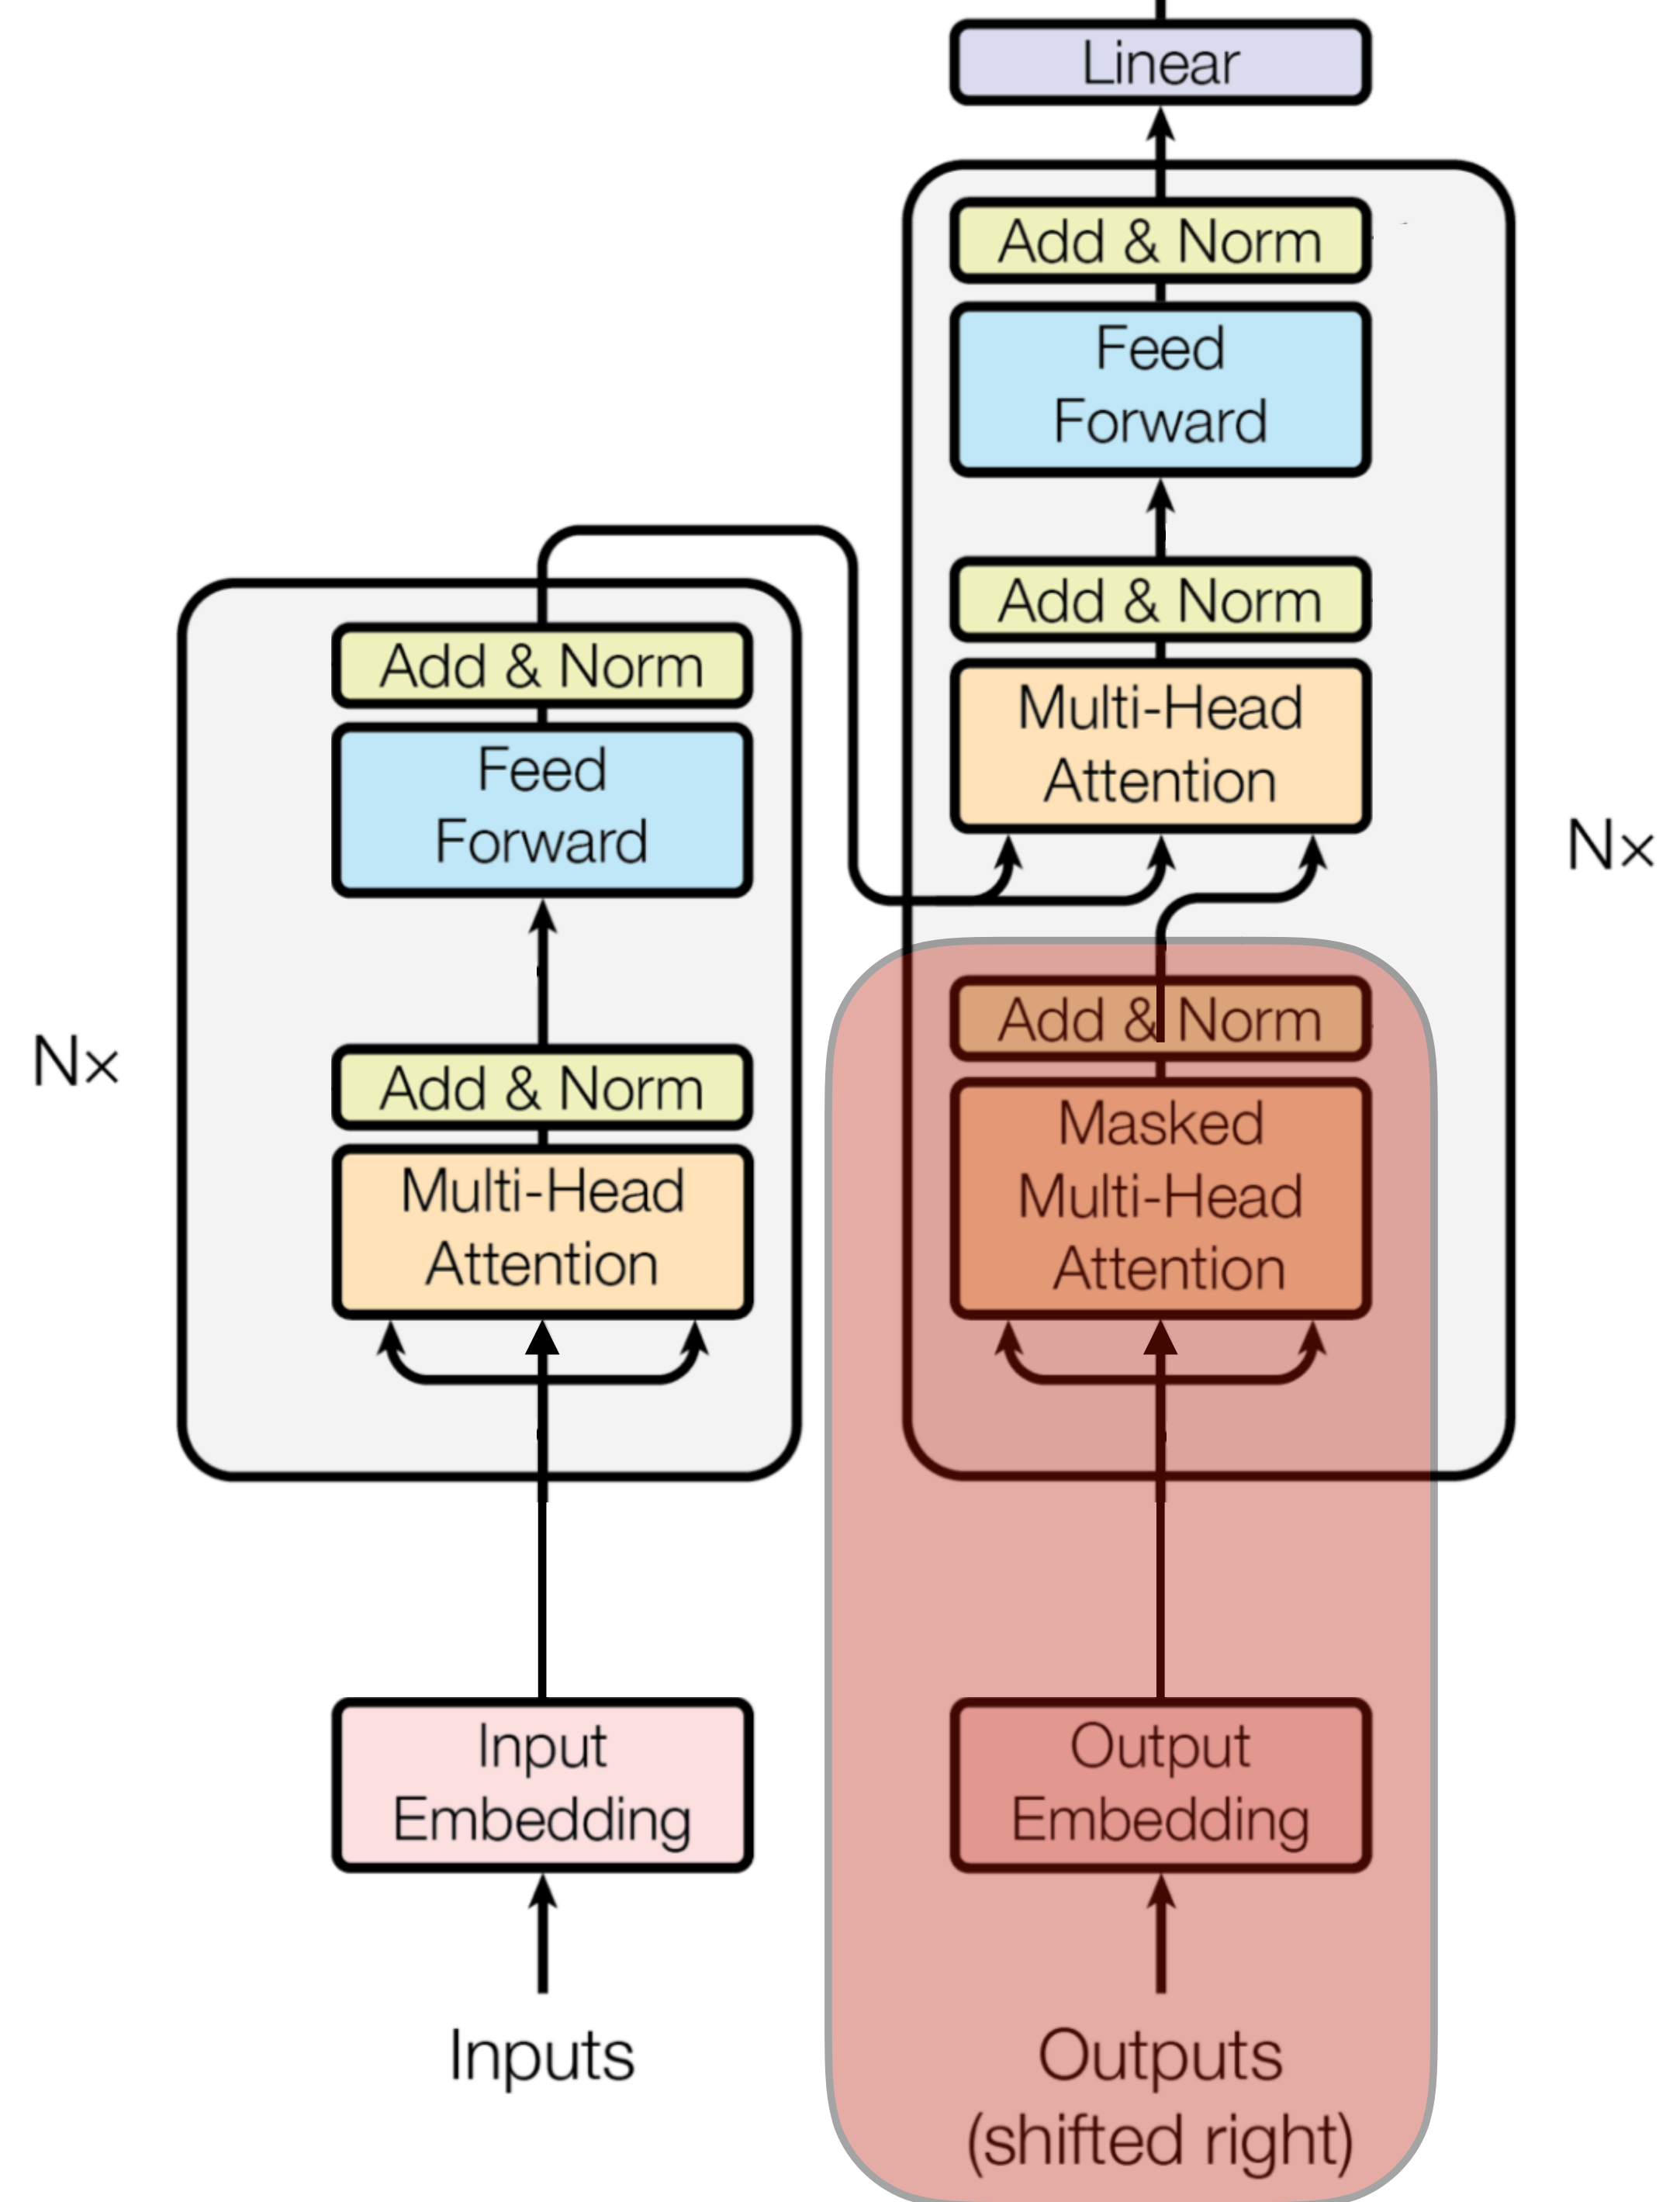 Linear
Add & Norm
Feed
Forward
Add & Norm
Multi-Head
Attention
Nx
Add & Norm
Masked
Multi-Head
Attention
Output
Embedding
Outputs
(shifted right)
Add & Norm
Feed
Forward
Nx
Add & Norm
Multi-Head
Attention
Input
Embedding
Inputs